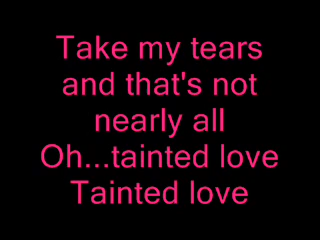 Take my tears
and that's not
nearly all
Oh...tainted love
Tainted love